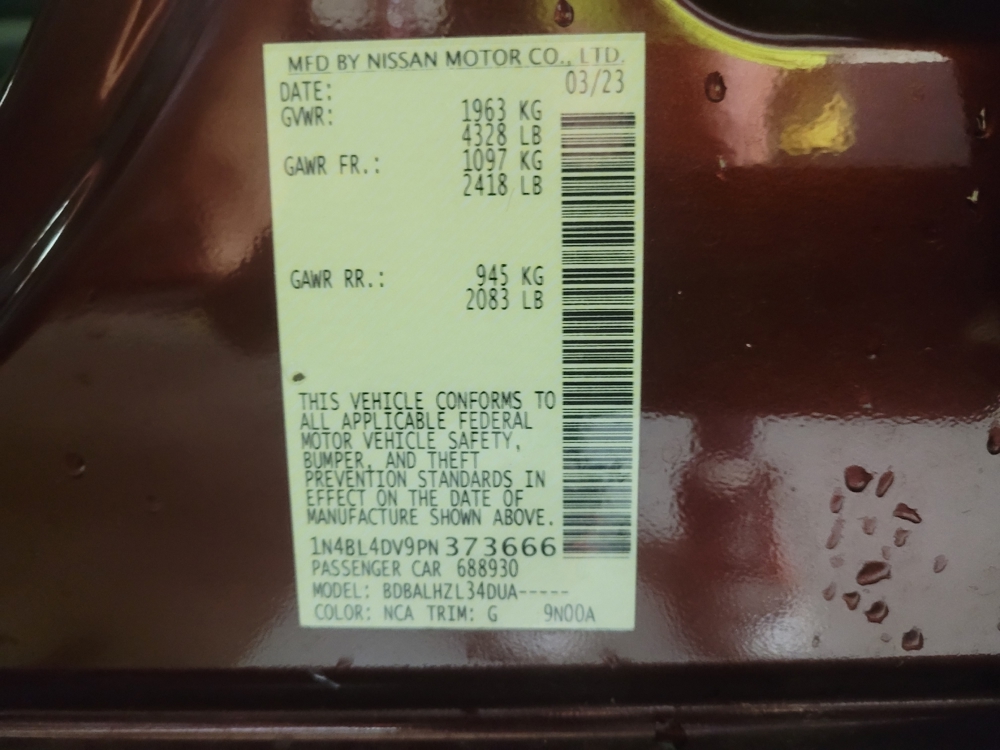 MFD BY NISSAN MOTOR CO., LTD.
DATE: 03/23
GVWR: 1963 KG
4328 LB
GAWR FR.: 1097 KG
2418 LB
GAWR RR.: 945 KG
2083 LB
THIS VEHICLE CONFORMS TO
ALL APPLICABLE FEDERAL
MOTOR VEHICLE SAFETY,
BUMPER, AND THEFT
PREVENTION STANDARDS IN
EFFECT ON THE DATE OF
MANUFACTURE SHOWN ABOVE.
1N4BL4DV9PN373666
PASSENGER CAR 688930
MODEL: BDBALHZL34DUA-----
COLOR: NCA TRIM: G 9N00A